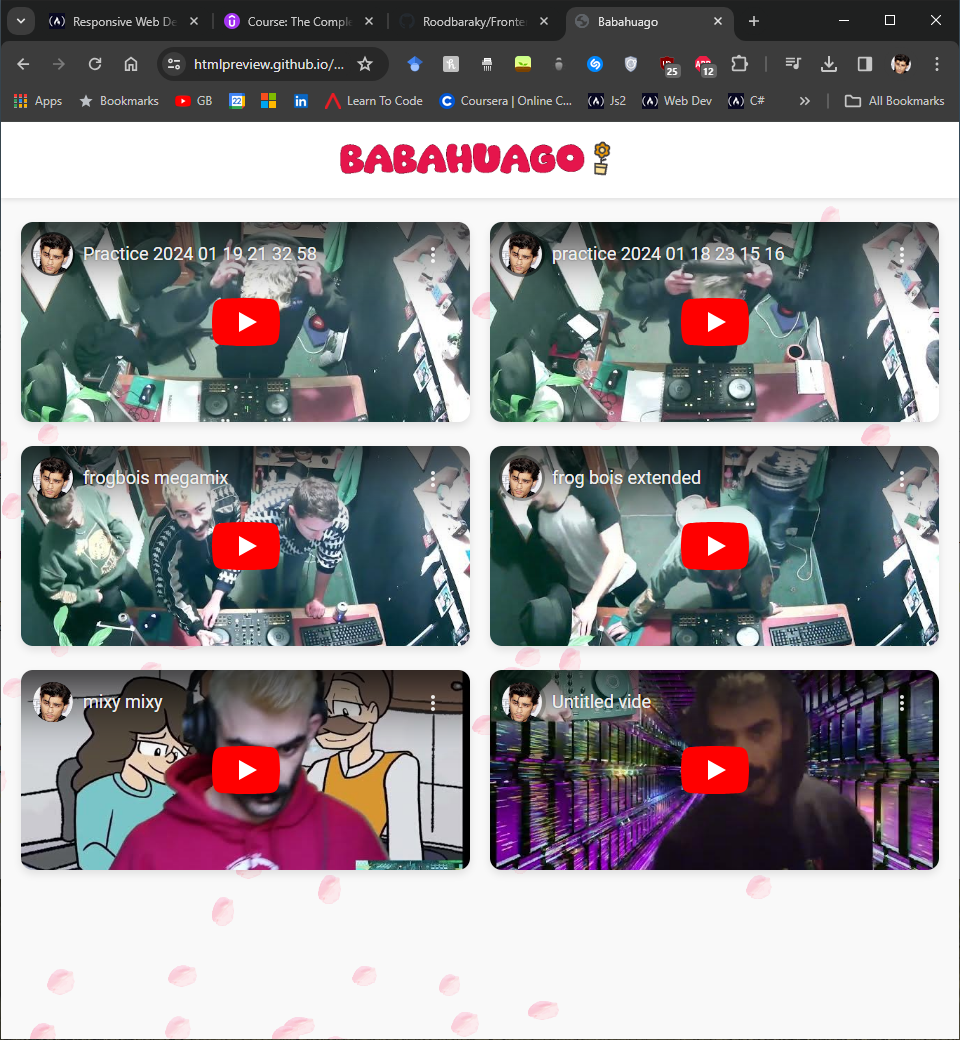 Responsive Web De
Course: The Comple
Roodbaraky/Fronte
Babahuago
htmlpreview.github.io/...
25
12
Apps
Bookmarks
GB
22
Learn To Code
Coursera | Online C...
Js2
Web Dev
C#
All Bookmarks
BABAHUAGO
Practice 2024 01 19 21 32 58
practice 2024 01 18 23 15 16
frogbois megamix
frog bois extended
mixy mixy
Untitled vide